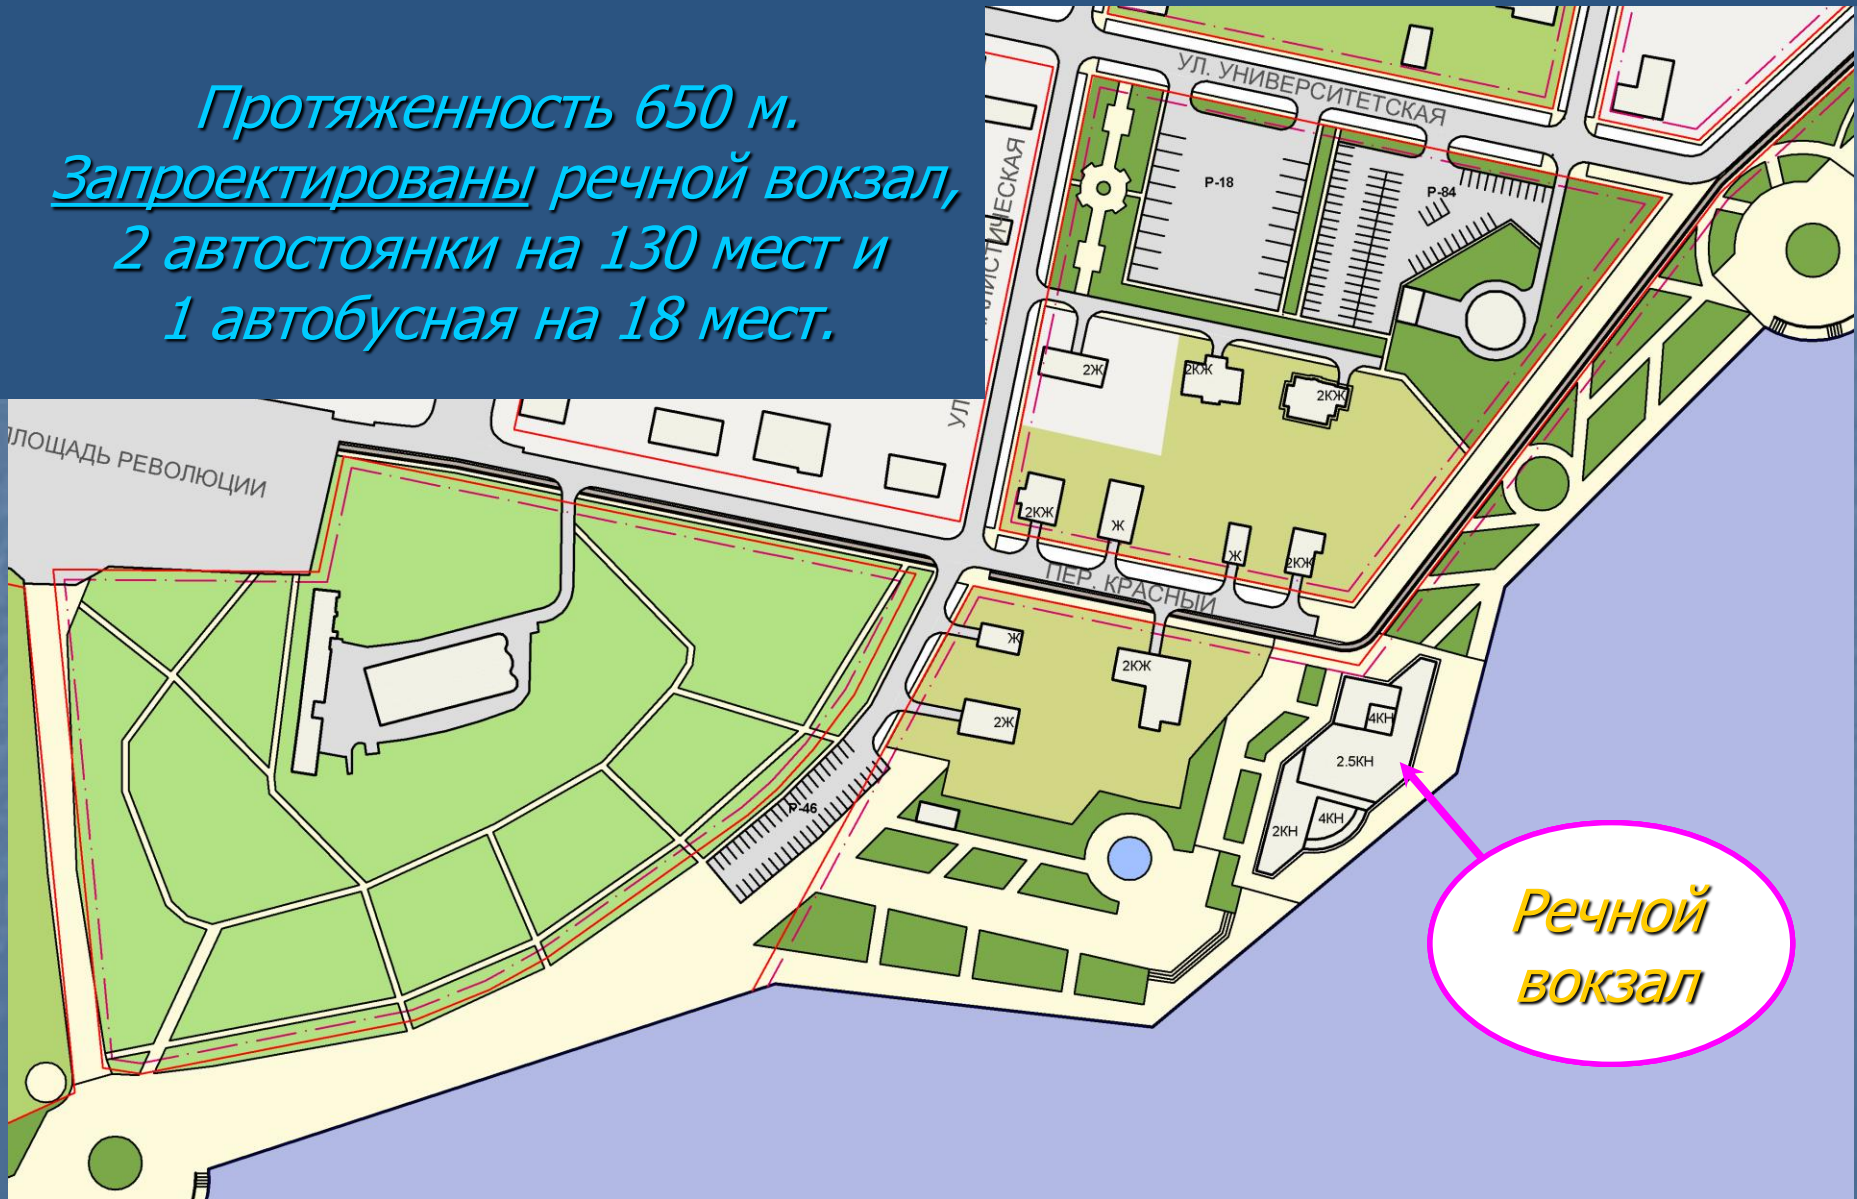 Протяженность 650 м.
Запроектированы речной вокзал,
2 автостоянки на 130 мест и
1 автобусная на 18 мест.
УЛ. УНИВЕРСИТЕТСКАЯ
Р-18
Р-84
2Ж
2КЖ
2КЖ
УЛ.
ПЛОЩАДЬ РЕВОЛЮЦИИ
2КЖ
Ж
Ж
2КЖ
ПЕР. КРАСНЫЙ
Ж
2КЖ
2Ж
4КН
2.5КН
Р-46
4КН
2КН
Речной
вокзал